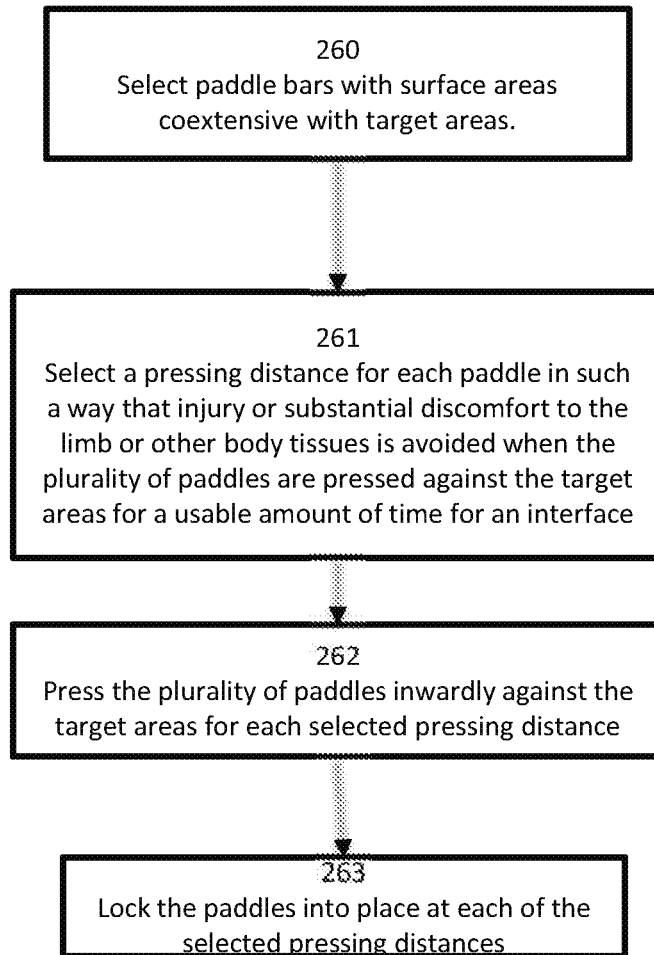 260
Select paddle bars with surface areas
coextensive with target areas.
261
Select a pressing distance for each paddle in such
a way that injury or substantial discomfort to the
limb or other body tissues is avoided when the
plurality of paddles are pressed against the target
areas for a usable amount of time for an interface
262
Press the plurality of paddles inwardly against the
target areas for each selected pressing distance
263
Lock the paddles into place at each of the
selected pressing distances